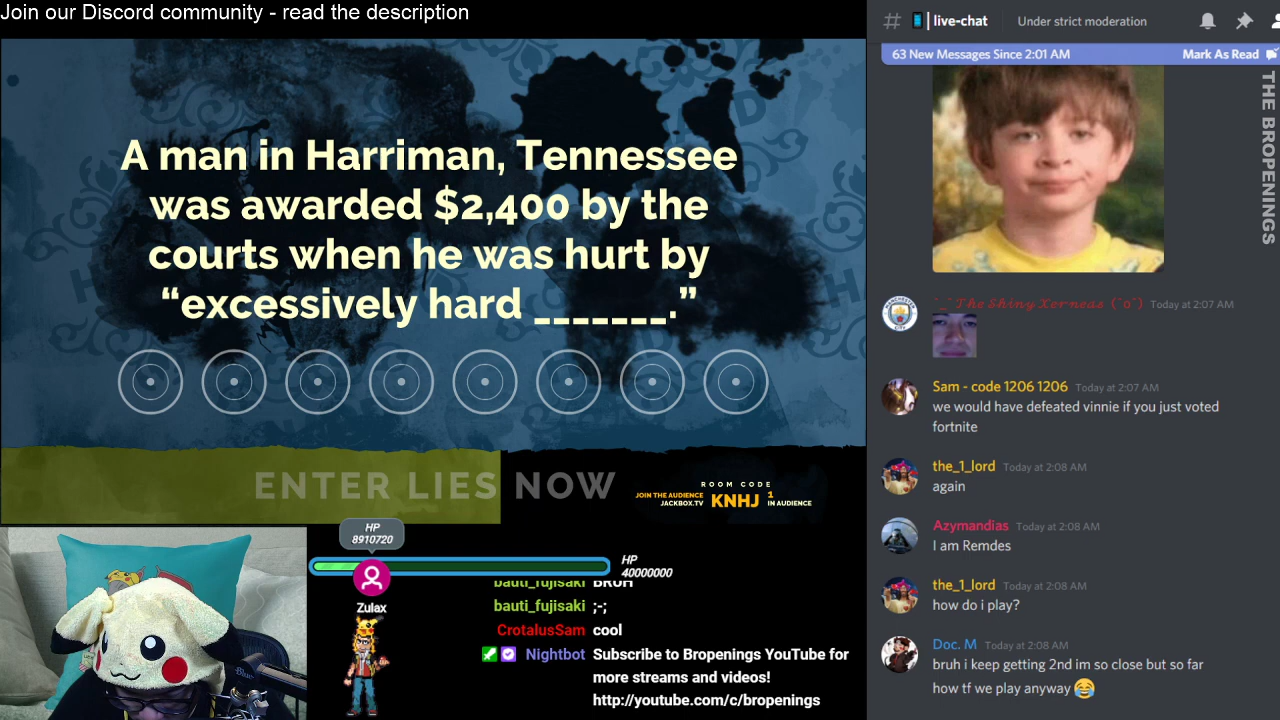 Join our Discord community - read the description
A man in Harriman, Tennessee
was awarded $2,400 by the
courts when he was hurt by
“excessively hard _______.”
ENTER LIES NOW
ROOM CODE
JOIN THE AUDIENCE
JACKBOX.TV
KNHJ
1
IN AUDIENCE
HP
8910720
HP
40000000
Zulax
bauti_fujisaki BRUH
bauti_fujisaki ;-;
CrotalusSam cool
Nightbot Subscribe to Bropenings YouTube for
more streams and videos!
http://youtube.com/c/bropenings
# | live-chat Under strict moderation
63 New Messages Since 2:01 AM Mark As Read
THE BROPENINGS
The Shiny Xerneas Today at 2:07 AM
Sam - code 1206 1206 Today at 2:07 AM
we would have defeated vinnie if you just voted
fortnite
the_1_lord Today at 2:08 AM
again
Azymandias Today at 2:08 AM
I am Remdes
the_1_lord Today at 2:08 AM
how do i play?
Doc. M Today at 2:08 AM
bruh i keep getting 2nd im so close but so far
how tf we play anyway 😂